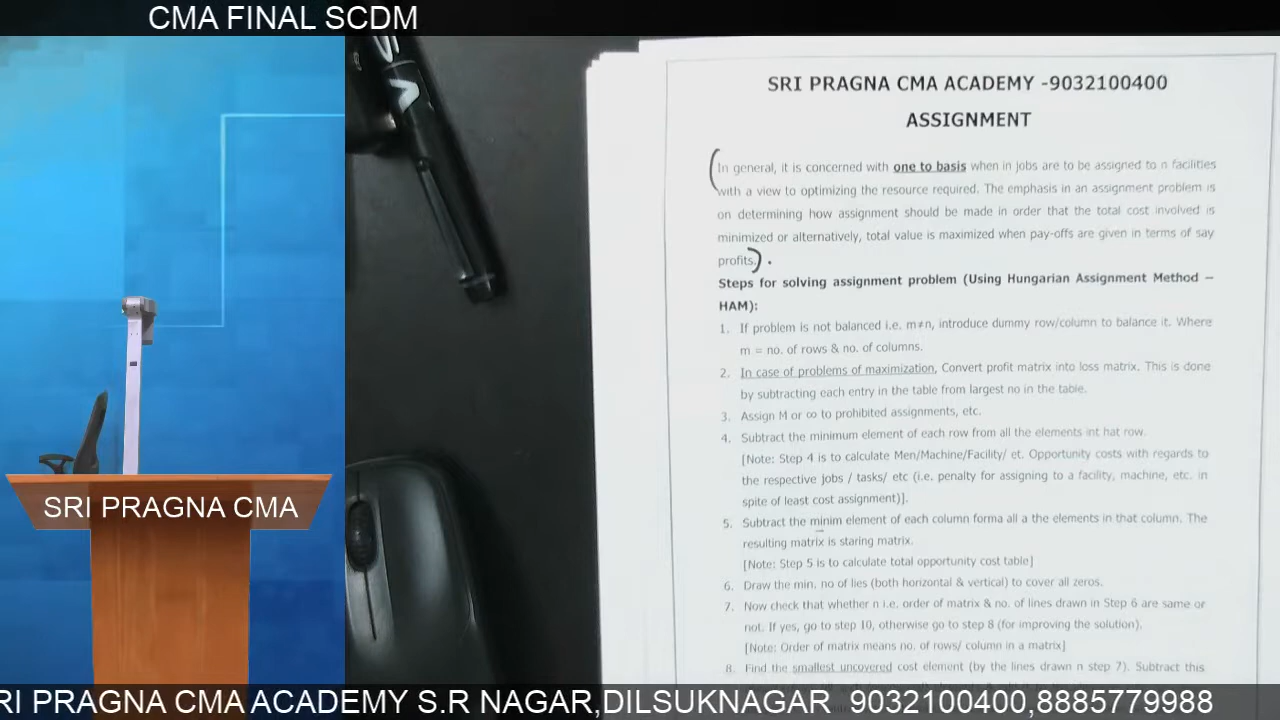 CMA FINAL SCDM
SRI PRAGNA CMA ACADEMY -9032100400
ASSIGNMENT
In general, it is concerned with one to basis when in jobs are to be assigned to n facilities
with a view to optimizing the resource required. The emphasis in an assignment problem is
on determining how assignment should be made in order that the total cost involved is
minimized or alternatively, total value is maximized when pay-offs are given in terms of say
profits.
Steps for solving assignment problem (Using Hungarian Assignment Method –
HAM):
1. If problem is not balanced i.e. m≠n, introduce dummy row/column to balance it. Where
m = no. of rows & no. of columns.
2. In case of problems of maximization, Convert profit matrix into loss matrix. This is done
by subtracting each entry in the table from largest no in the table.
3. Assign M or ∞ to prohibited assignments, etc.
4. Subtract the minimum element of each row from all the elements int hat row.
[Note: Step 4 is to calculate Men/Machine/Facility/ et. Opportunity costs with regards to
the respective jobs / tasks/ etc (i.e. penalty for assigning to a facility, machine, etc. in
spite of least cost assignment)].
5. Subtract the minim element of each column forma all a the elements in that column. The
resulting matrix is staring matrix.
[Note: Step 5 is to calculate total opportunity cost table]
6. Draw the min. no of lies (both horizontal & vertical) to cover all zeros.
7. Now check that whether n i.e. order of matrix & no. of lines drawn in Step 6 are same or
not. If yes, go to step 10, otherwise go to step 8 (for improving the solution).
[Note: Order of matrix means no. of rows/ column in a matrix]
8. Find the smallest uncovered cost element (by the lines drawn n step 7). Subtract this
SRI PRAGNA CMA
RI PRAGNA CMA ACADEMY S.R NAGAR,DILSUKNAGAR 9032100400,8885779988